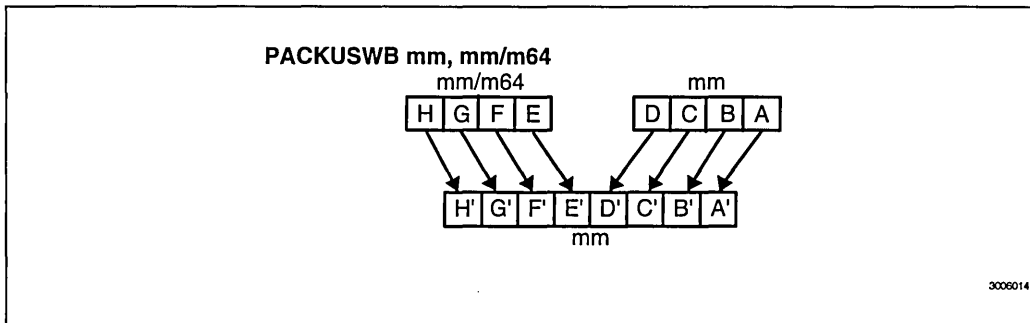 PACKUSWB mm, mm/m64
mm/m64 mm
H G F E D C B A
H' G' F' E' D' C' B' A'
mm
3006014